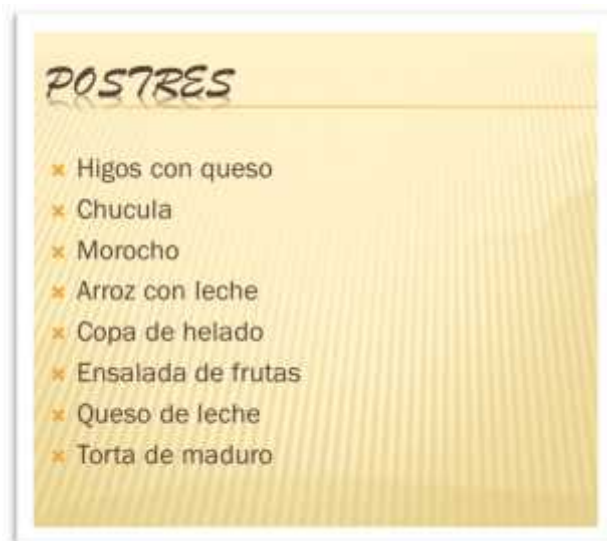 POSTRES
Higos con queso
Chucula
Morocho
Arroz con leche
Copa de helado
Ensalada de frutas
Queso de leche
Torta de maduro